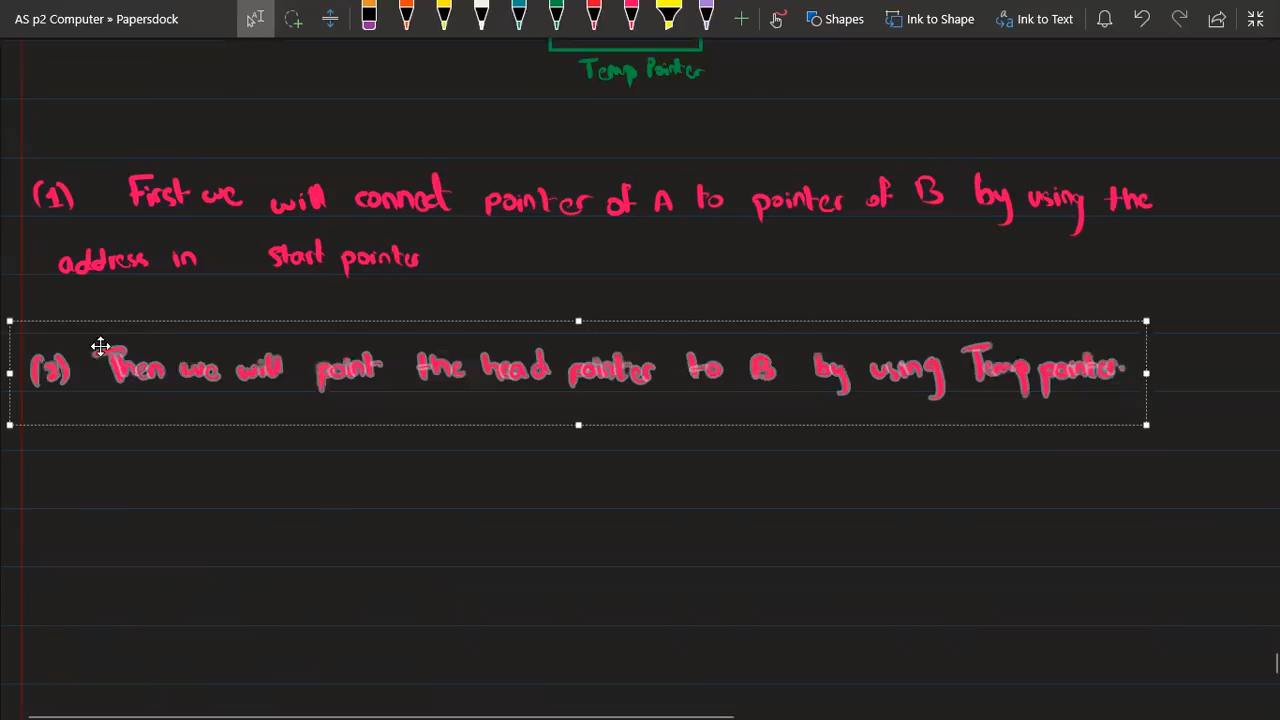 AS p2 Computer » Papersdock
Shapes
Ink to Shape
Ink to Text
Temp Pointer
(1) First we will connect pointer of A to pointer of B by using the
address in start pointer
(2) Then we will point the head pointer to B by using Temp pointer.